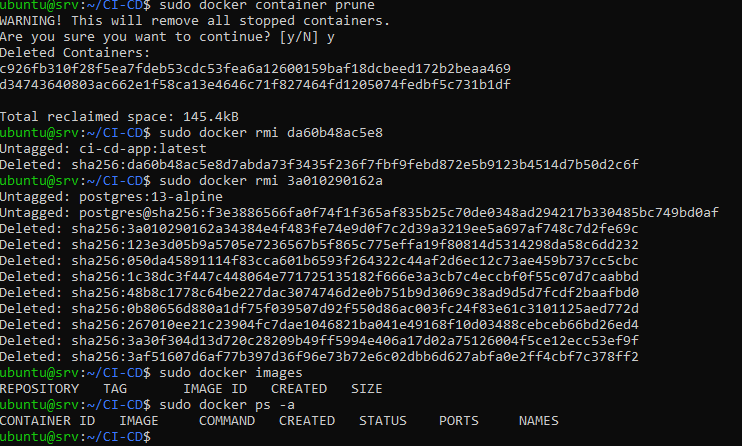 ubuntu@srv:~/CI-CD$ sudo docker container prune
WARNING! This will remove all stopped containers.
Are you sure you want to continue? [y/N] y
Deleted Containers:
c926fb310f28f5ea7fdeb53cdc53fea6a12600159baf18dcbeed172b2beaa469
d34743640803ac662e1f58ca13e4646c71f827464fd1205074fedbf5c731b1df
Total reclaimed space: 145.4kB
ubuntu@srv:~/CI-CD$ sudo docker rmi da60b48ac5e8
Untagged: ci-cd-app:latest
Deleted: sha256:da60b48ac5e8d7abda73f3435f236f7fbf9febd872e5b9123b4514d7b50d2c6f
ubuntu@srv:~/CI-CD$ sudo docker rmi 3a010290162a
Untagged: postgres:13-alpine
Untagged: postgres@sha256:f3e3886566fa0f74f1f365af835b25c70de0348ad294217b330485bc749bd0af
Deleted: sha256:3a010290162a34384e4f483fe74e9d0f7c2d39a3219ee5a697af748c7d2fe69c
Deleted: sha256:123e3d05b9a5705e7236567b5f865c775effa19f80814d5314298da58c6dd232
Deleted: sha256:050da45891114f83cca601b6593f264322c44af2d6ec12c73ae459b737cc5cbc
Deleted: sha256:1c38dc3f447c448064e771725135182f666e3a3cb7c4eccbf0f55c07d7caabbd
Deleted: sha256:48b8c1778c64be227dac3074746d2e0b751b9d3069c38ad9d5d7fcdf2baafbd0
Deleted: sha256:0b80656d880a1df75f039507d92f550d86ac003fc24f83e61c3101125aed772d
Deleted: sha256:267010ee21c23904fc7dae1046821ba041e49168f10d03488cebceb66bd26ed4
Deleted: sha256:3a30f304d13d720c28209b49ff5994e406a17d02a75126004f5ce12ecc53ef9f
Deleted: sha256:3af51607d6af77b397d36f96e73b72e6c02dbb6d627abfa0e2ff4cbf7c378ff2
ubuntu@srv:~/CI-CD$ sudo docker images
REPOSITORY   TAG       IMAGE ID   CREATED   SIZE
ubuntu@srv:~/CI-CD$ sudo docker ps -a
CONTAINER ID   IMAGE     COMMAND   CREATED   STATUS    PORTS     NAMES
ubuntu@srv:~/CI-CD$